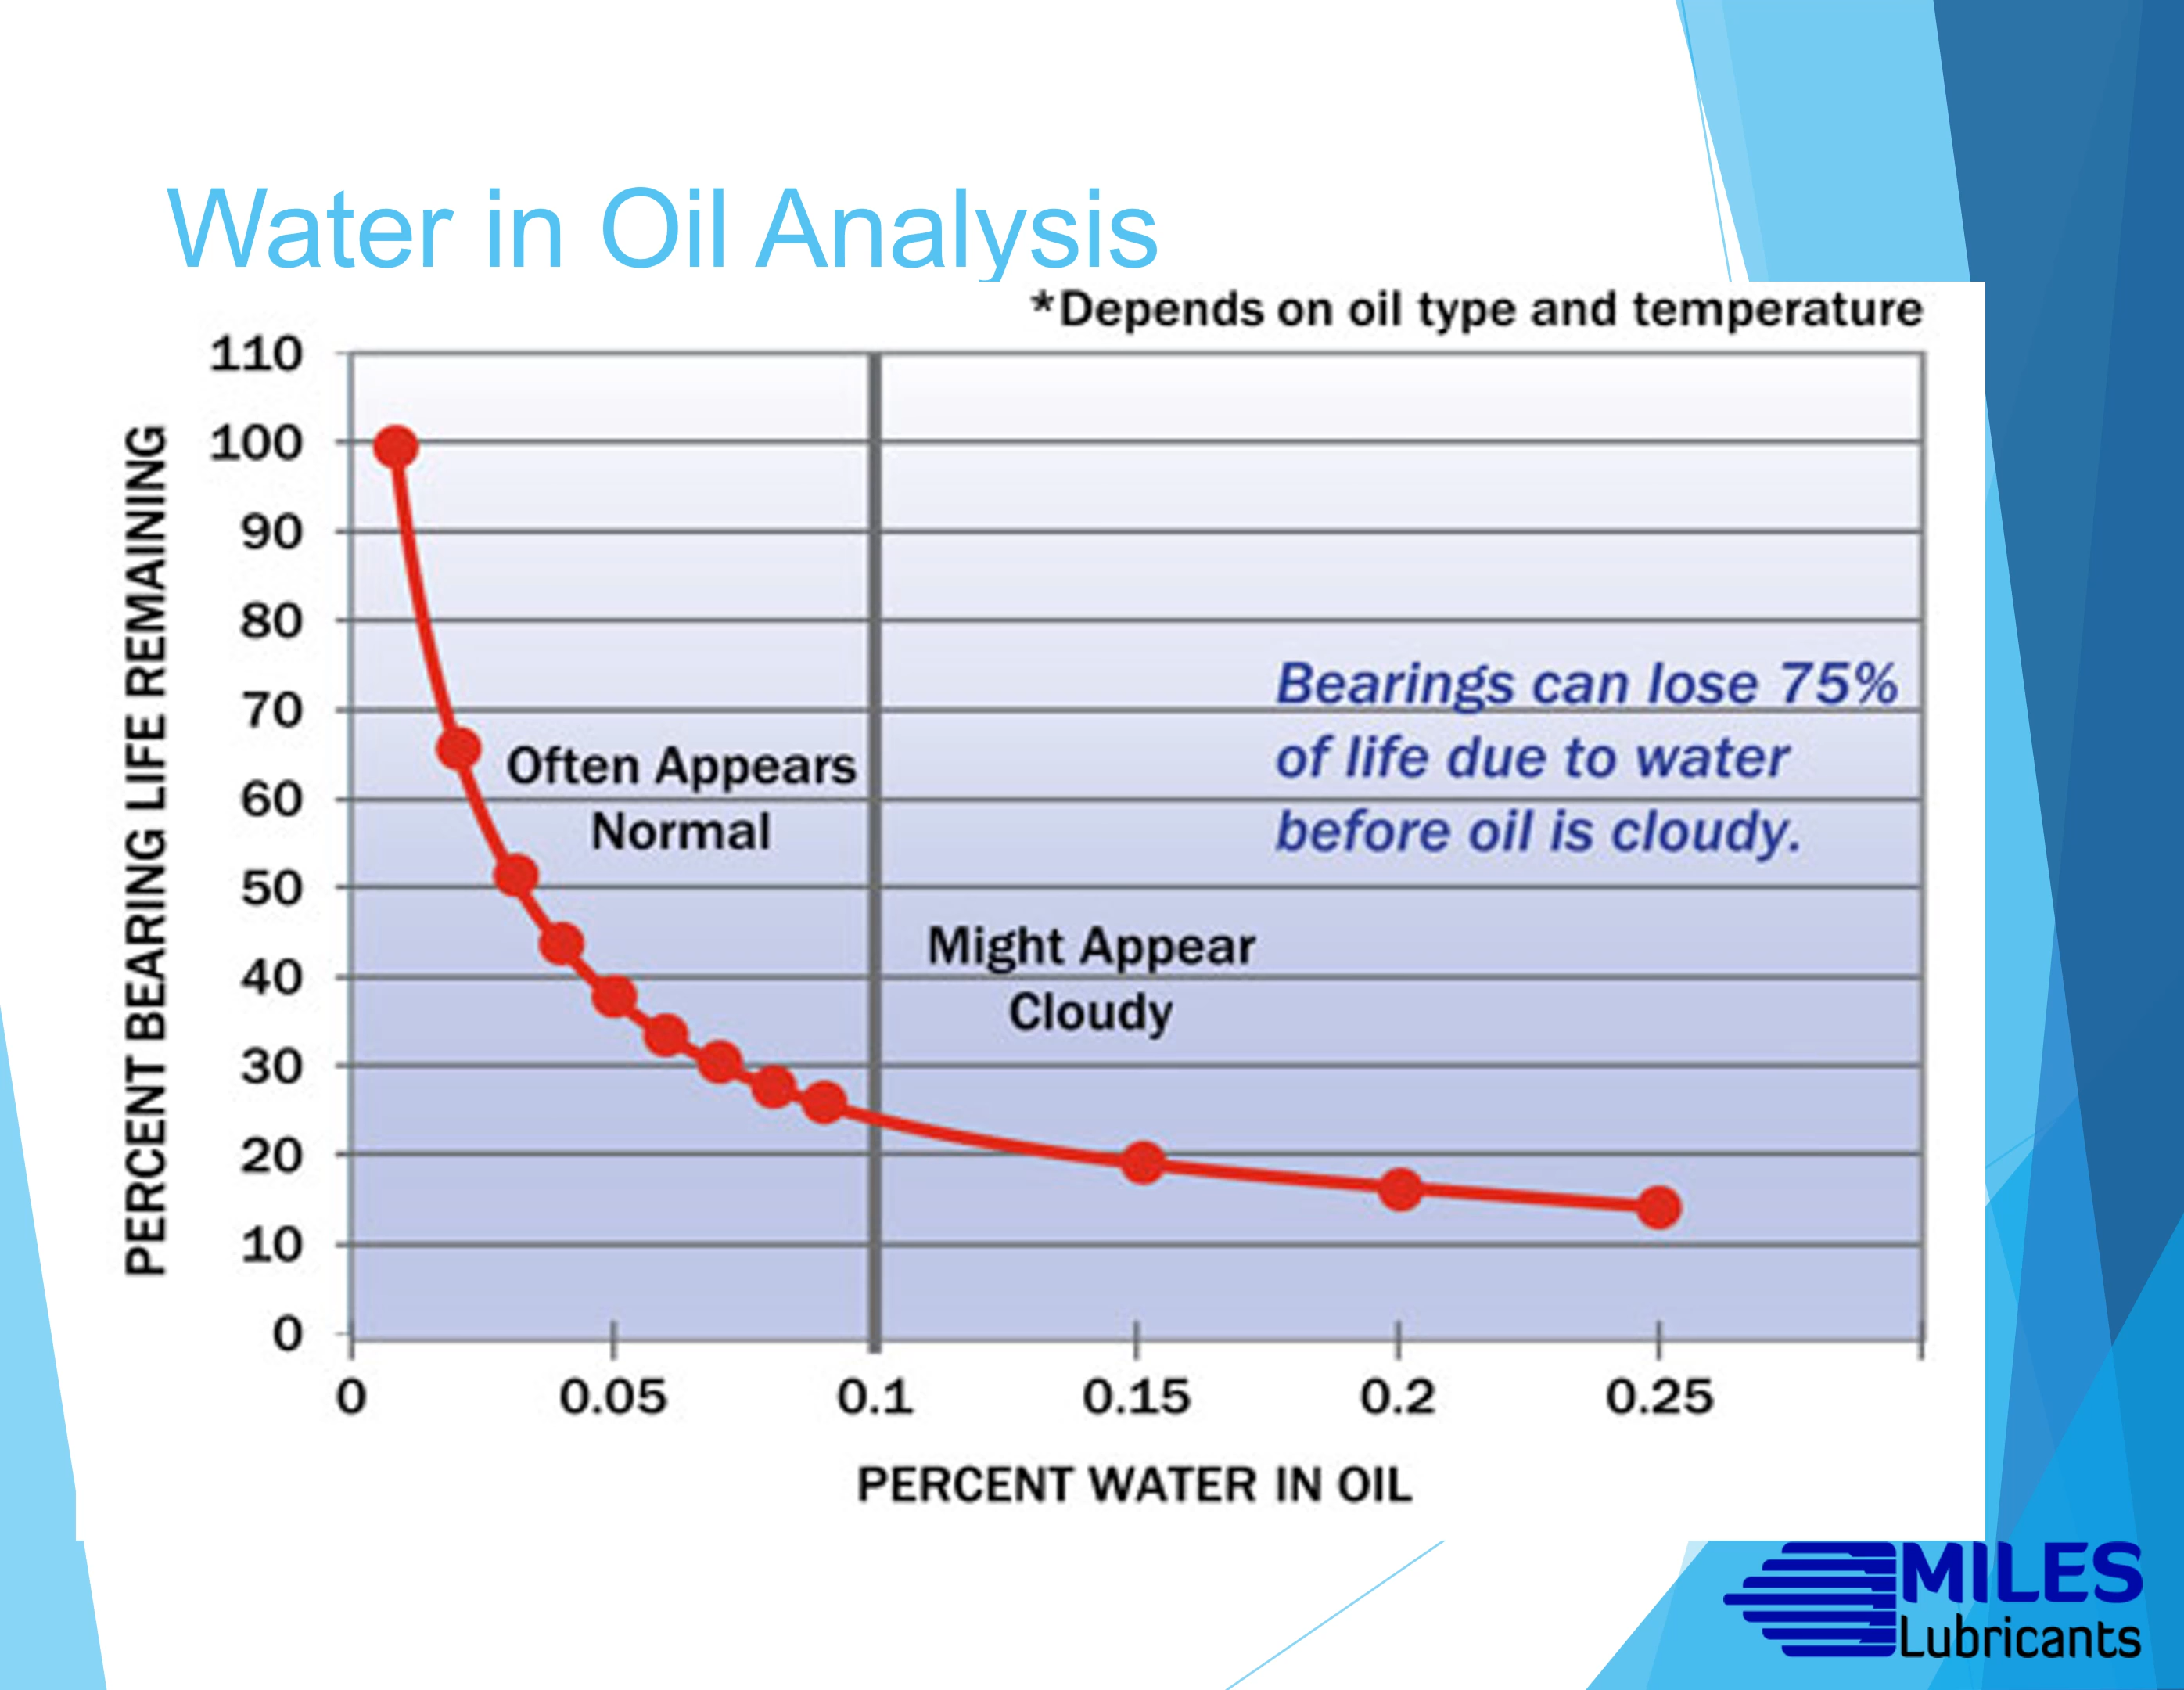 Water in Oil Analysis
*Depends on oil type and temperature
110
100
90
80
70
60
50
40
30
20
10
0
PERCENT BEARING LIFE REMAINING
Often Appears
Normal
Bearings can lose 75%
of life due to water
before oil is cloudy.
Might Appear
Cloudy
0 0.05 0.1 0.15 0.2 0.25
PERCENT WATER IN OIL
MILES
Lubricants